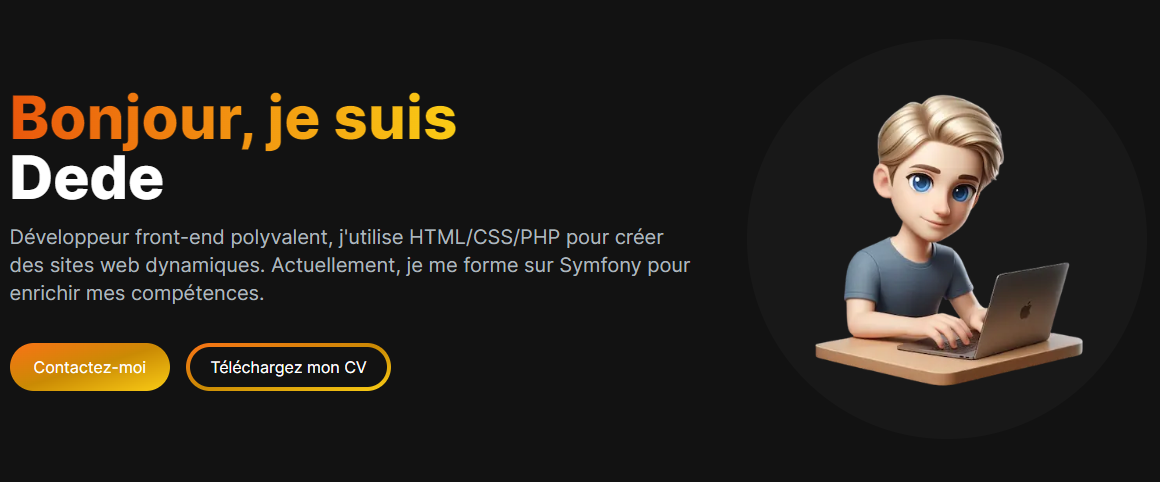 Bonjour, je suis
Dede
Développeur front-end polyvalent, j'utilise HTML/CSS/PHP pour créer
des sites web dynamiques. Actuellement, je me forme sur Symfony pour
enrichir mes compétences.
Contactez-moi
Téléchargez mon CV